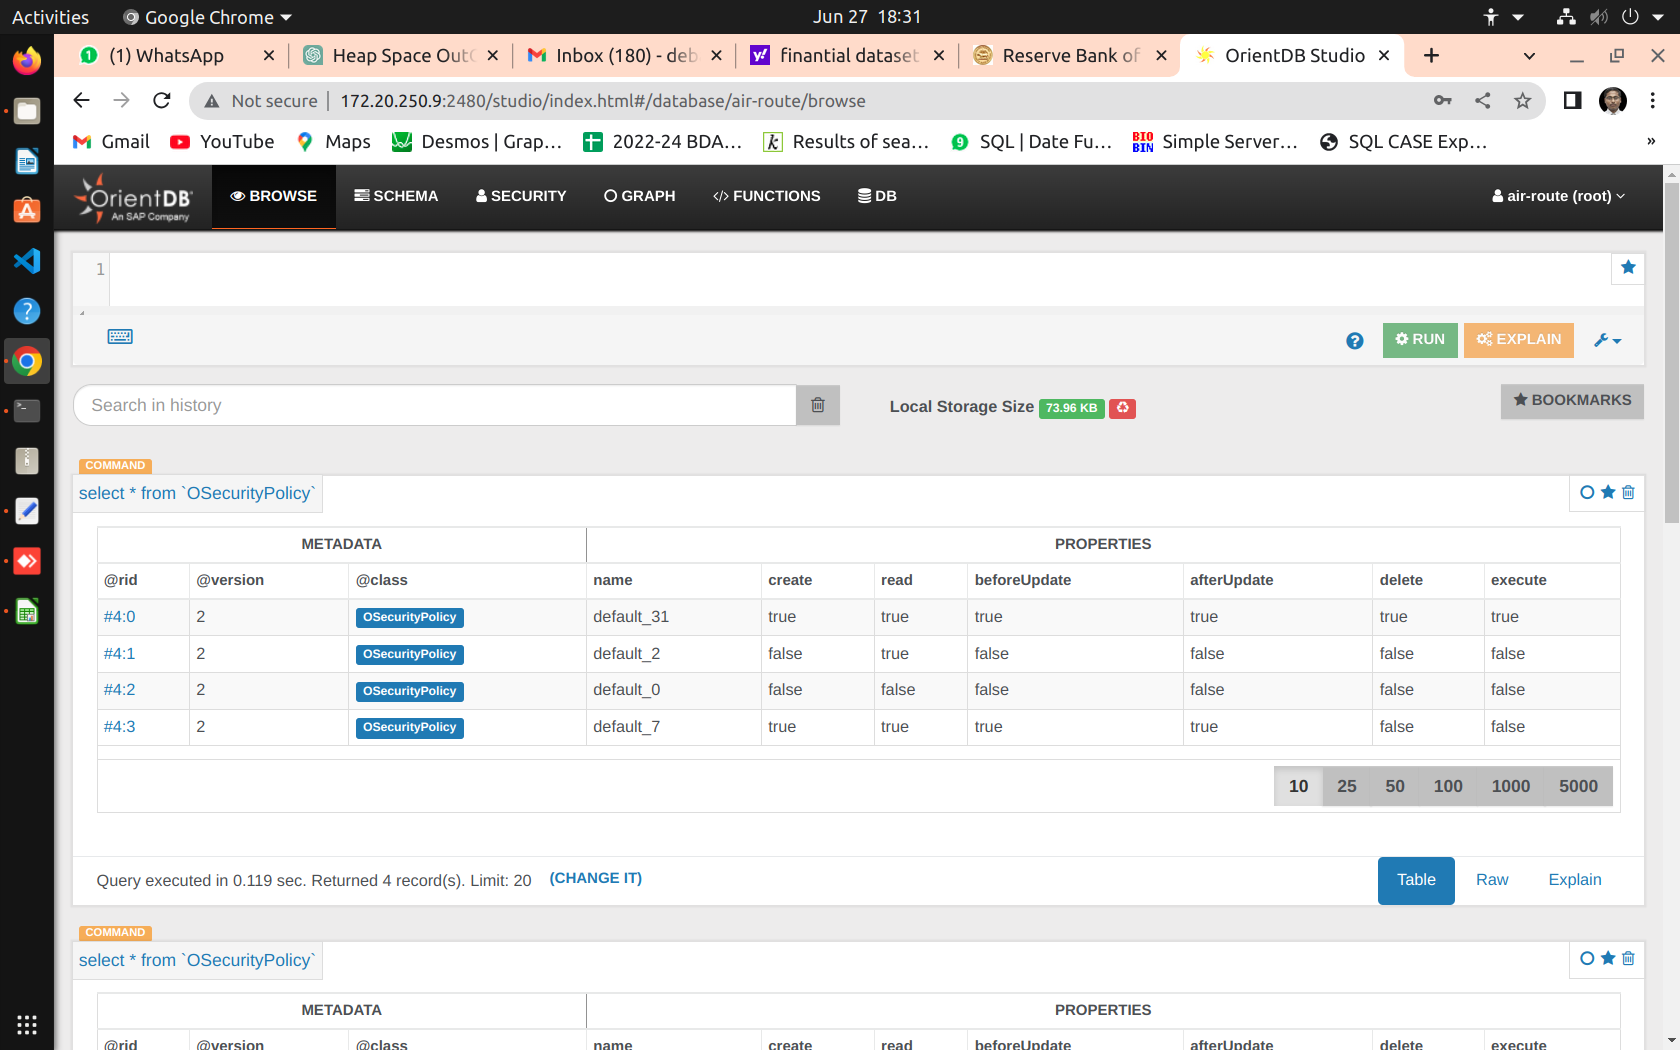 Activities Google Chrome Jun 27 18:31
(1) WhatsApp Heap Space Out Inbox (180) - deb finantial dataset Reserve Bank of OrientDB Studio
Not secure 172.20.250.9:2480/studio/index.html#/database/air-route/browse
Gmail YouTube Maps Desmos | Grap… 2022-24 BDA… Results of sea… SQL | Date Fu… BIO BIN Simple Server… SQL CASE Exp… »
OrientDB BROWSE SCHEMA SECURITY GRAPH FUNCTIONS DB air-route (root)
An SAP Company
1
RUN EXPLAIN
Search in history Local Storage Size 73.96 KB BOOKMARKS
COMMAND
select * from `OSecurityPolicy`
METADATA PROPERTIES
@rid @version @class name create read beforeUpdate afterUpdate delete execute
#4:0 2 OSecurityPolicy default_31 true true true true true true
#4:1 2 OSecurityPolicy default_2 false true false false false false
#4:2 2 OSecurityPolicy default_0 false false false false false false
#4:3 2 OSecurityPolicy default_7 true true true true false false
10 25 50 100 1000 5000
Query executed in 0.119 sec. Returned 4 record(s). Limit: 20 (CHANGE IT) Table Raw Explain
COMMAND
select * from `OSecurityPolicy`
METADATA PROPERTIES
@rid @version @class name create read beforeUpdate afterUpdate delete execute